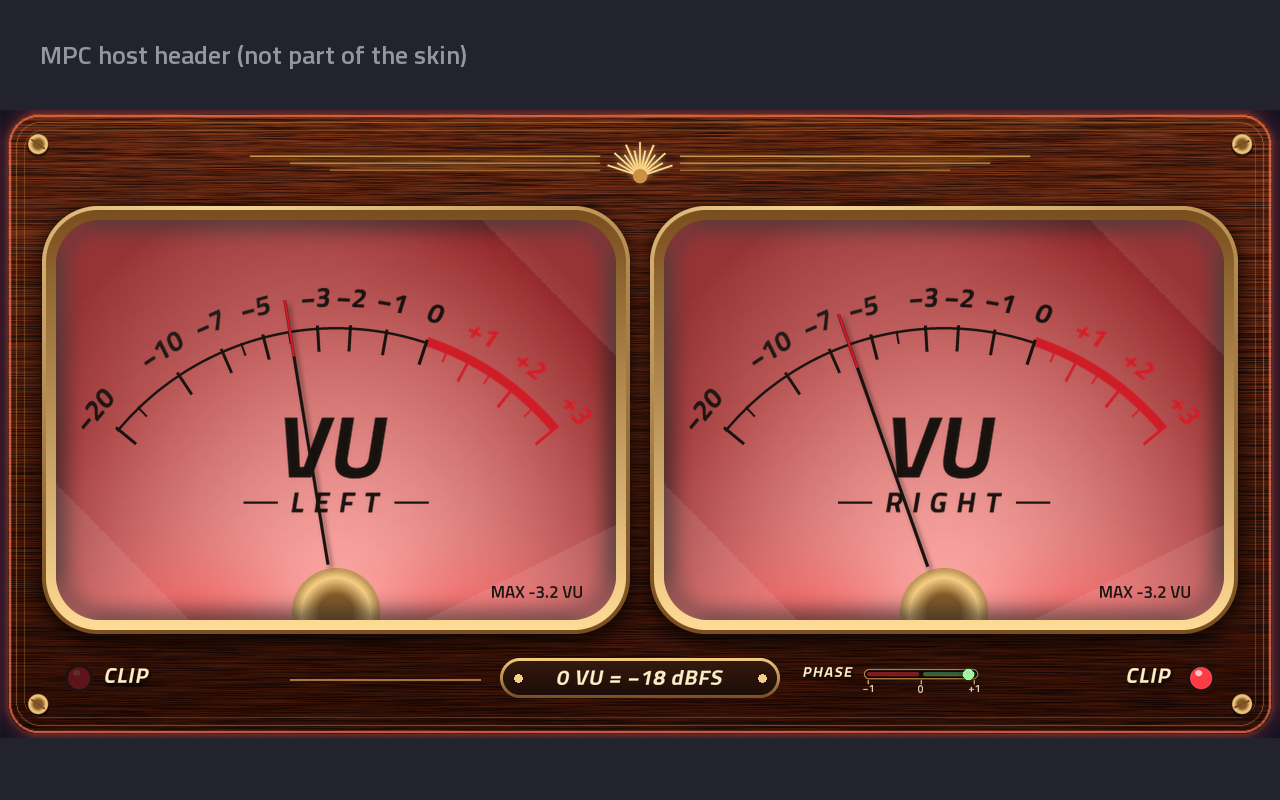 MPC host header (not part of the skin)
−20 −10 −7 −5 −3 −2 −1 0 +1 +2 +3
VU
LEFT
MAX -3.2 VU
−20 −10 −7 −5 −3 −2 −1 0 +1 +2 +3
VU
RIGHT
MAX -3.2 VU
CLIP
0 VU = −18 dBFS
PHASE
−1 0 +1
CLIP